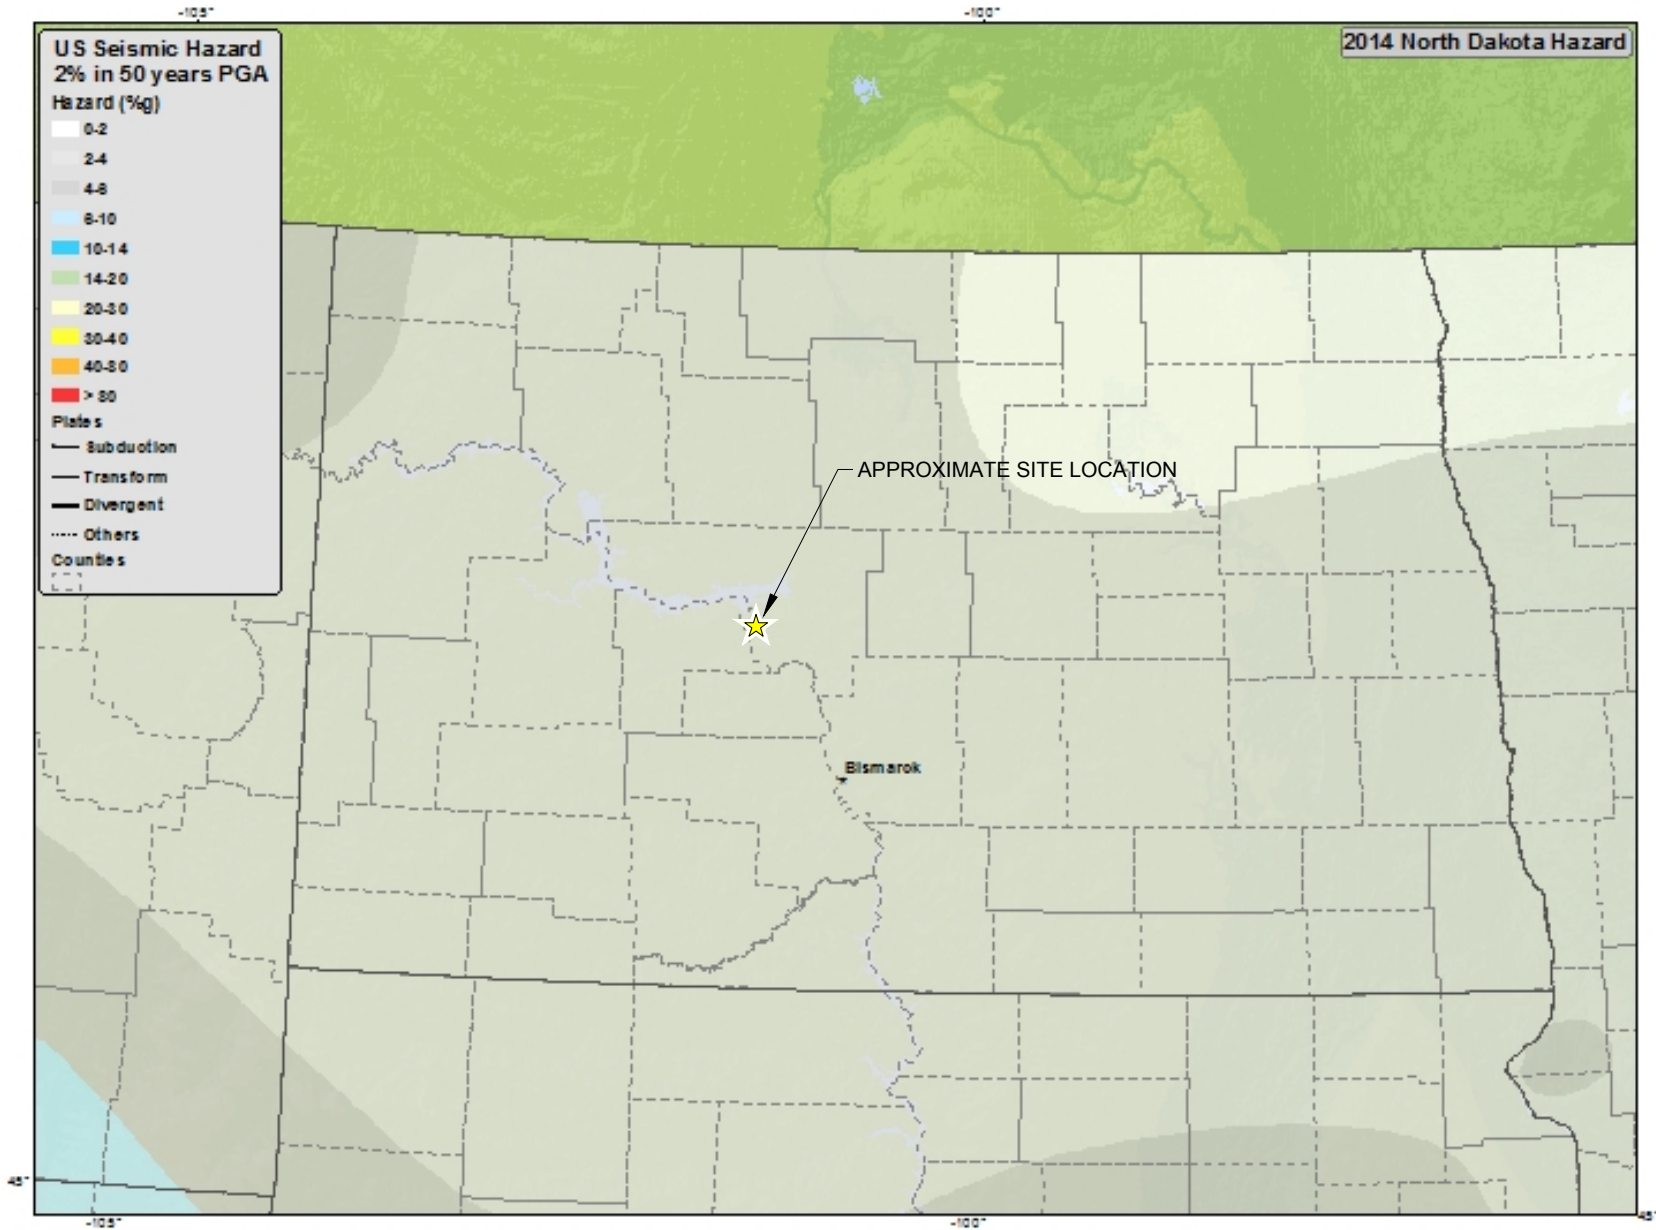 -105°
-100°
US Seismic Hazard
2% in 50 years PGA
Hazard (%g)
0-2
2-4
4-6
6-10
10-14
14-20
20-30
30-40
40-80
> 80
Plates
Subduction
Transform
Divergent
Others
Counties
2014 North Dakota Hazard
APPROXIMATE SITE LOCATION
Bismarck
45°
45°
-105°
-100°